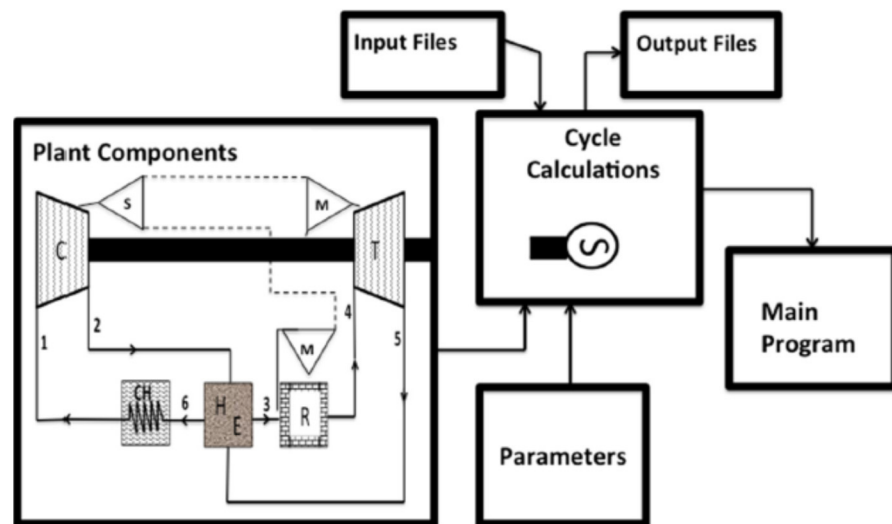 Input Files
Output Files
Plant Components
Cycle
Calculations
S
M
C
T
S
1
2
4
5
M
Main
Program
CH
6
H
E
3
R
Parameters